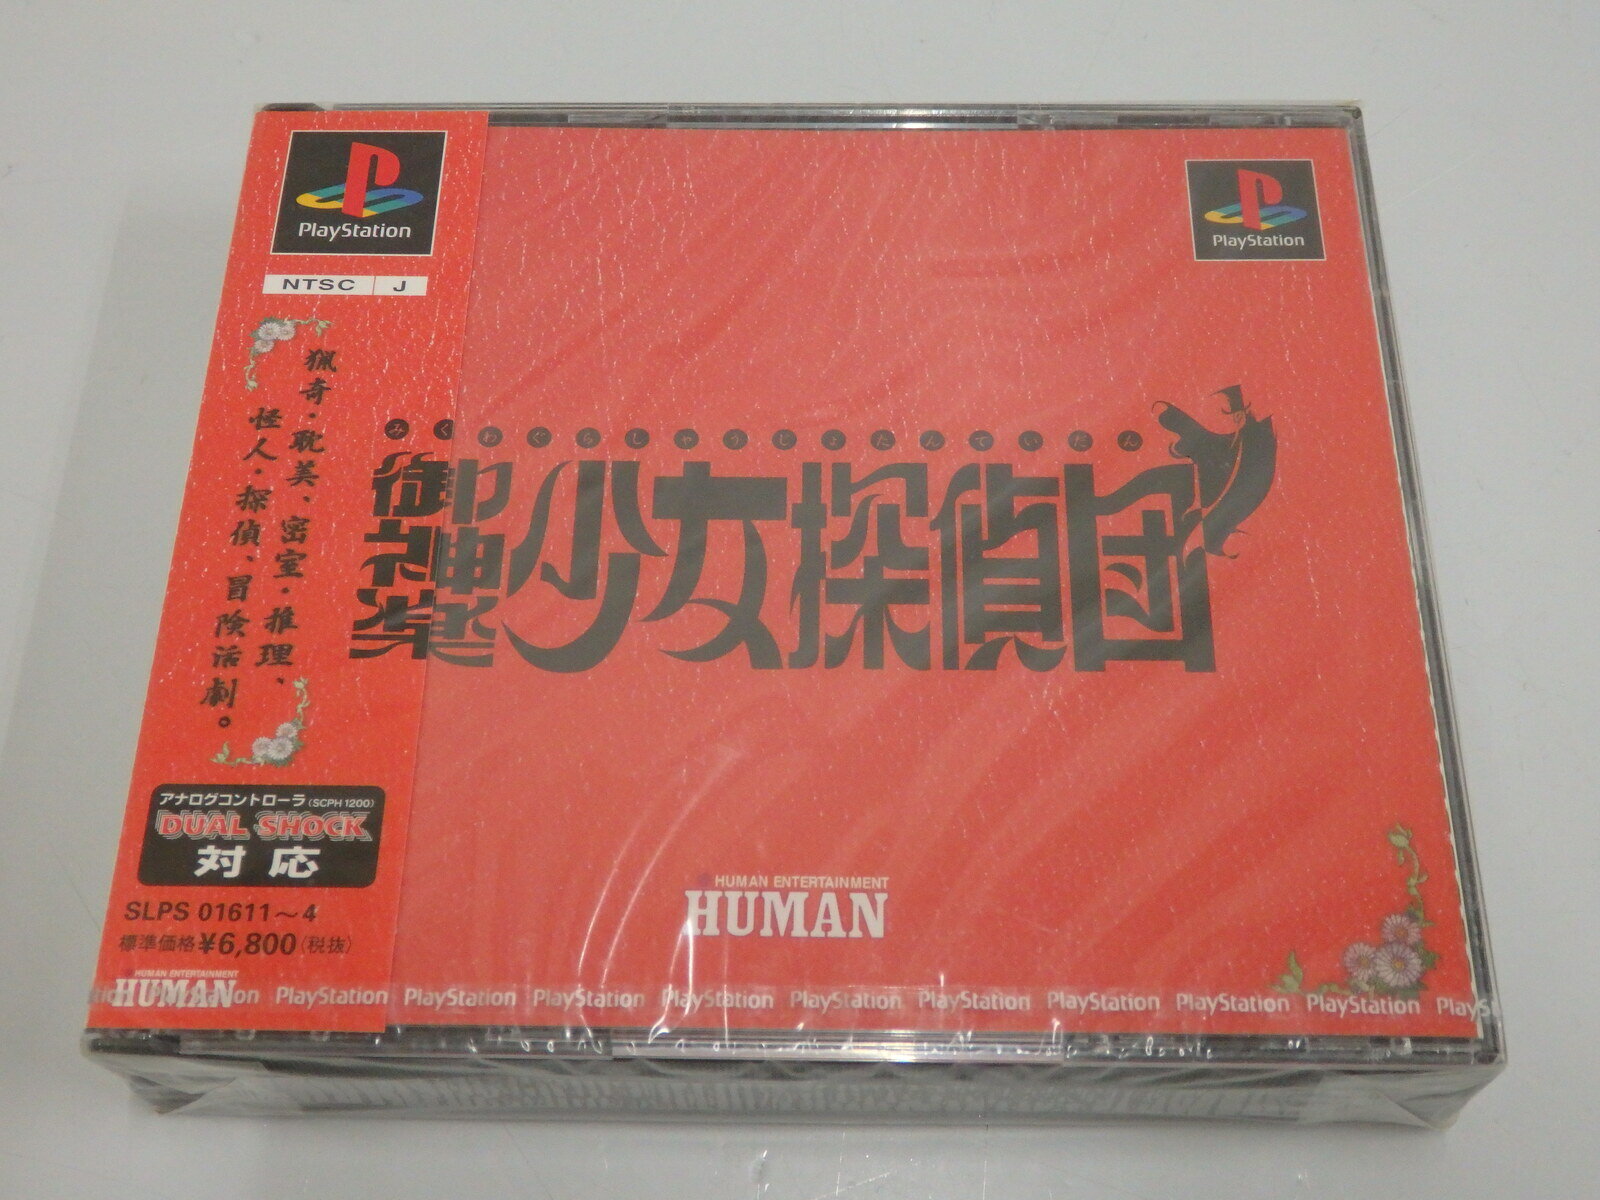 PlayStation
NTSC J
猟奇・耽美、密室・推理、
怪人・探偵、冒険活劇。
アナログコントローラ(SCPH 1200)
DUAL SHOCK
対応
SLPS 01611～4
標準価格¥6,800(税抜)
HUMAN ENTERTAINMENT
HUMAN
PlayStation
みくわぐらしゃうじょたんていだん
御神楽少女探偵団
HUMAN ENTERTAINMENT
HUMAN
PlayStation PlayStation PlayStation PlayStation PlayStation PlayStation PlayStation PlayStation PlayStation PlayS